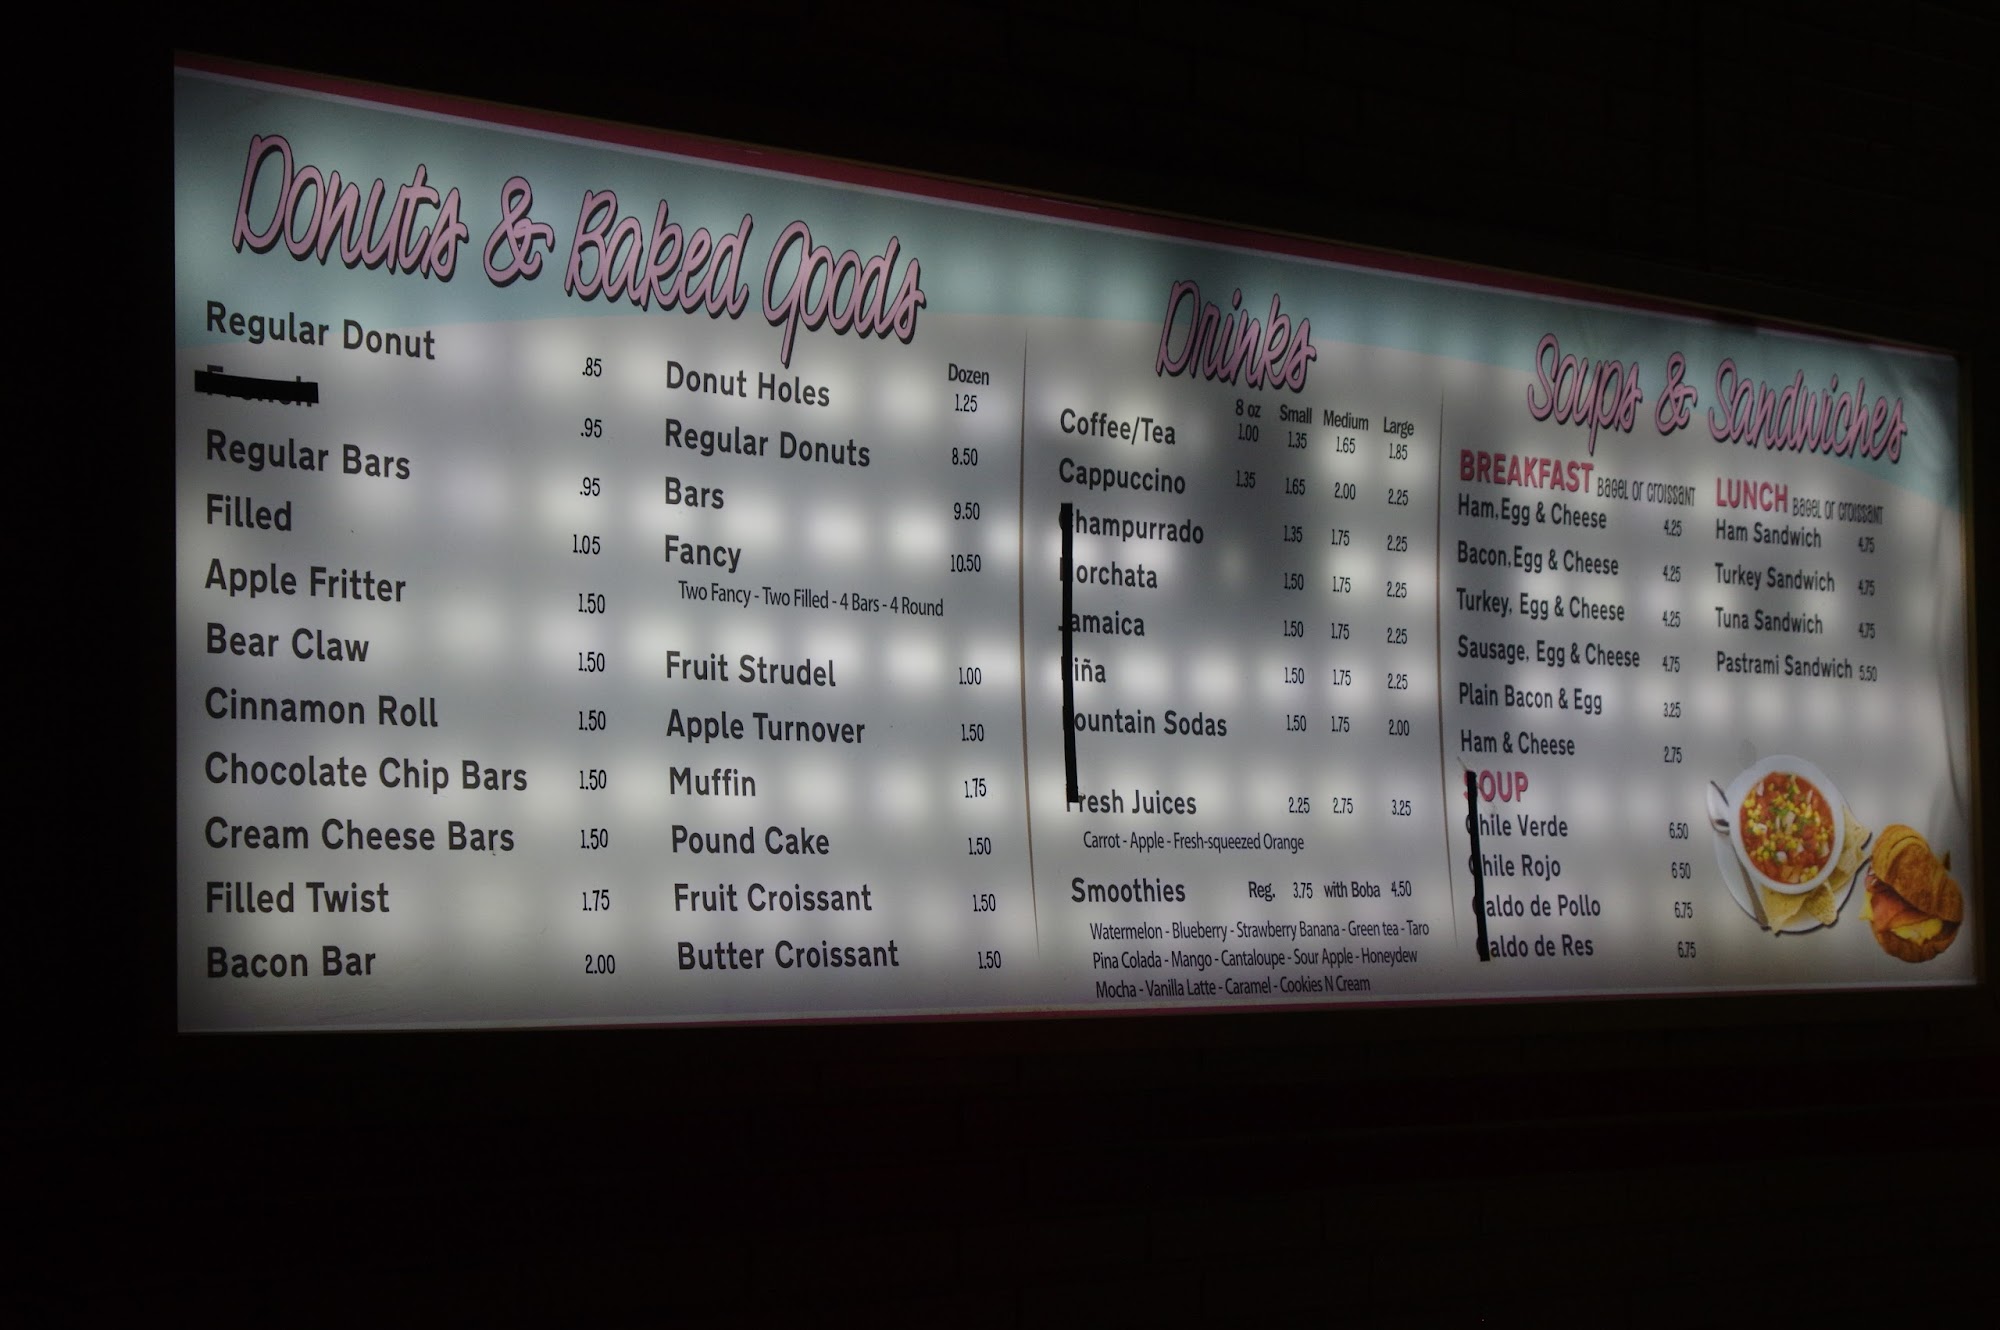 Donuts & Baked Goods
Regular Donut .85
French .95
Regular Bars .95
Filled 1.05
Apple Fritter 1.50
Bear Claw 1.50
Cinnamon Roll 1.50
Chocolate Chip Bars 1.50
Cream Cheese Bars 1.50
Filled Twist 1.75
Bacon Bar 2.00
Dozen
Donut Holes 1.25
Regular Donuts 8.50
Bars 9.50
Fancy 10.50
Two Fancy - Two Filled - 4 Bars - 4 Round
Fruit Strudel 1.00
Apple Turnover 1.50
Muffin 1.75
Pound Cake 1.50
Fruit Croissant 1.50
Butter Croissant 1.50
Drinks
8 oz Small Medium Large
Coffee/Tea 1.00 1.35 1.65 1.85
Cappuccino 1.35 1.65 2.00 2.25
Champurrado 1.35 1.75 2.25
Horchata 1.50 1.75 2.25
Jamaica 1.50 1.75 2.25
Piña 1.50 1.75 2.25
Fountain Sodas 1.50 1.75 2.00
Fresh Juices 2.25 2.75 3.25
Carrot - Apple - Fresh-squeezed Orange
Smoothies Reg. 3.75 with Boba 4.50
Watermelon - Blueberry - Strawberry Banana - Green tea - Taro
Pina Colada - Mango - Cantaloupe - Sour Apple - Honeydew
Mocha - Vanilla Latte - Caramel - Cookies N Cream
Soups & Sandwiches
BREAKFAST Bagel or Croissant
Ham,Egg & Cheese 4.25
Bacon,Egg & Cheese 4.25
Turkey, Egg & Cheese 4.25
Sausage, Egg & Cheese 4.75
Plain Bacon & Egg 3.25
Ham & Cheese 2.75
SOUP
Chile Verde 6.50
Chile Rojo 6.50
Caldo de Pollo 6.75
Caldo de Res 6.75
LUNCH Bagel or Croissant
Ham Sandwich 4.75
Turkey Sandwich 4.75
Tuna Sandwich 4.75
Pastrami Sandwich 5.50